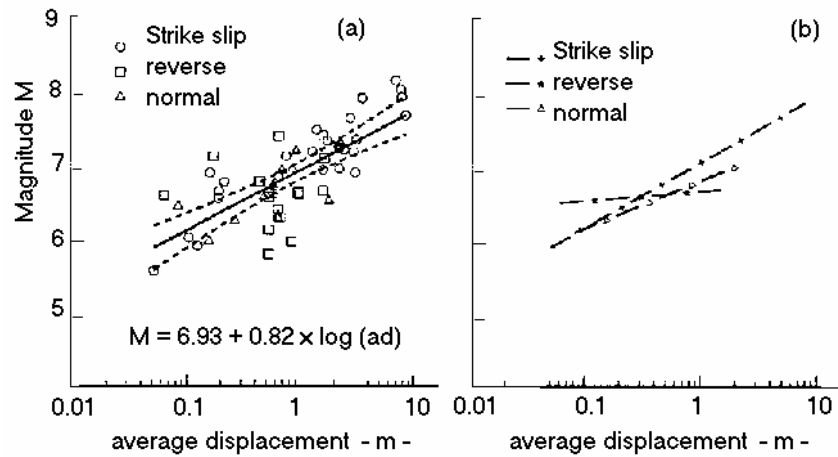 Magnitude M
9
8
7
6
5
Strike slip
reverse
normal
(a)
M = 6.93 + 0.82 × log (ad)
0.01
0.1
1
10
average displacement - m -
(b)
Strike slip
reverse
normal
0.01
0.1
1
10
average displacement - m -